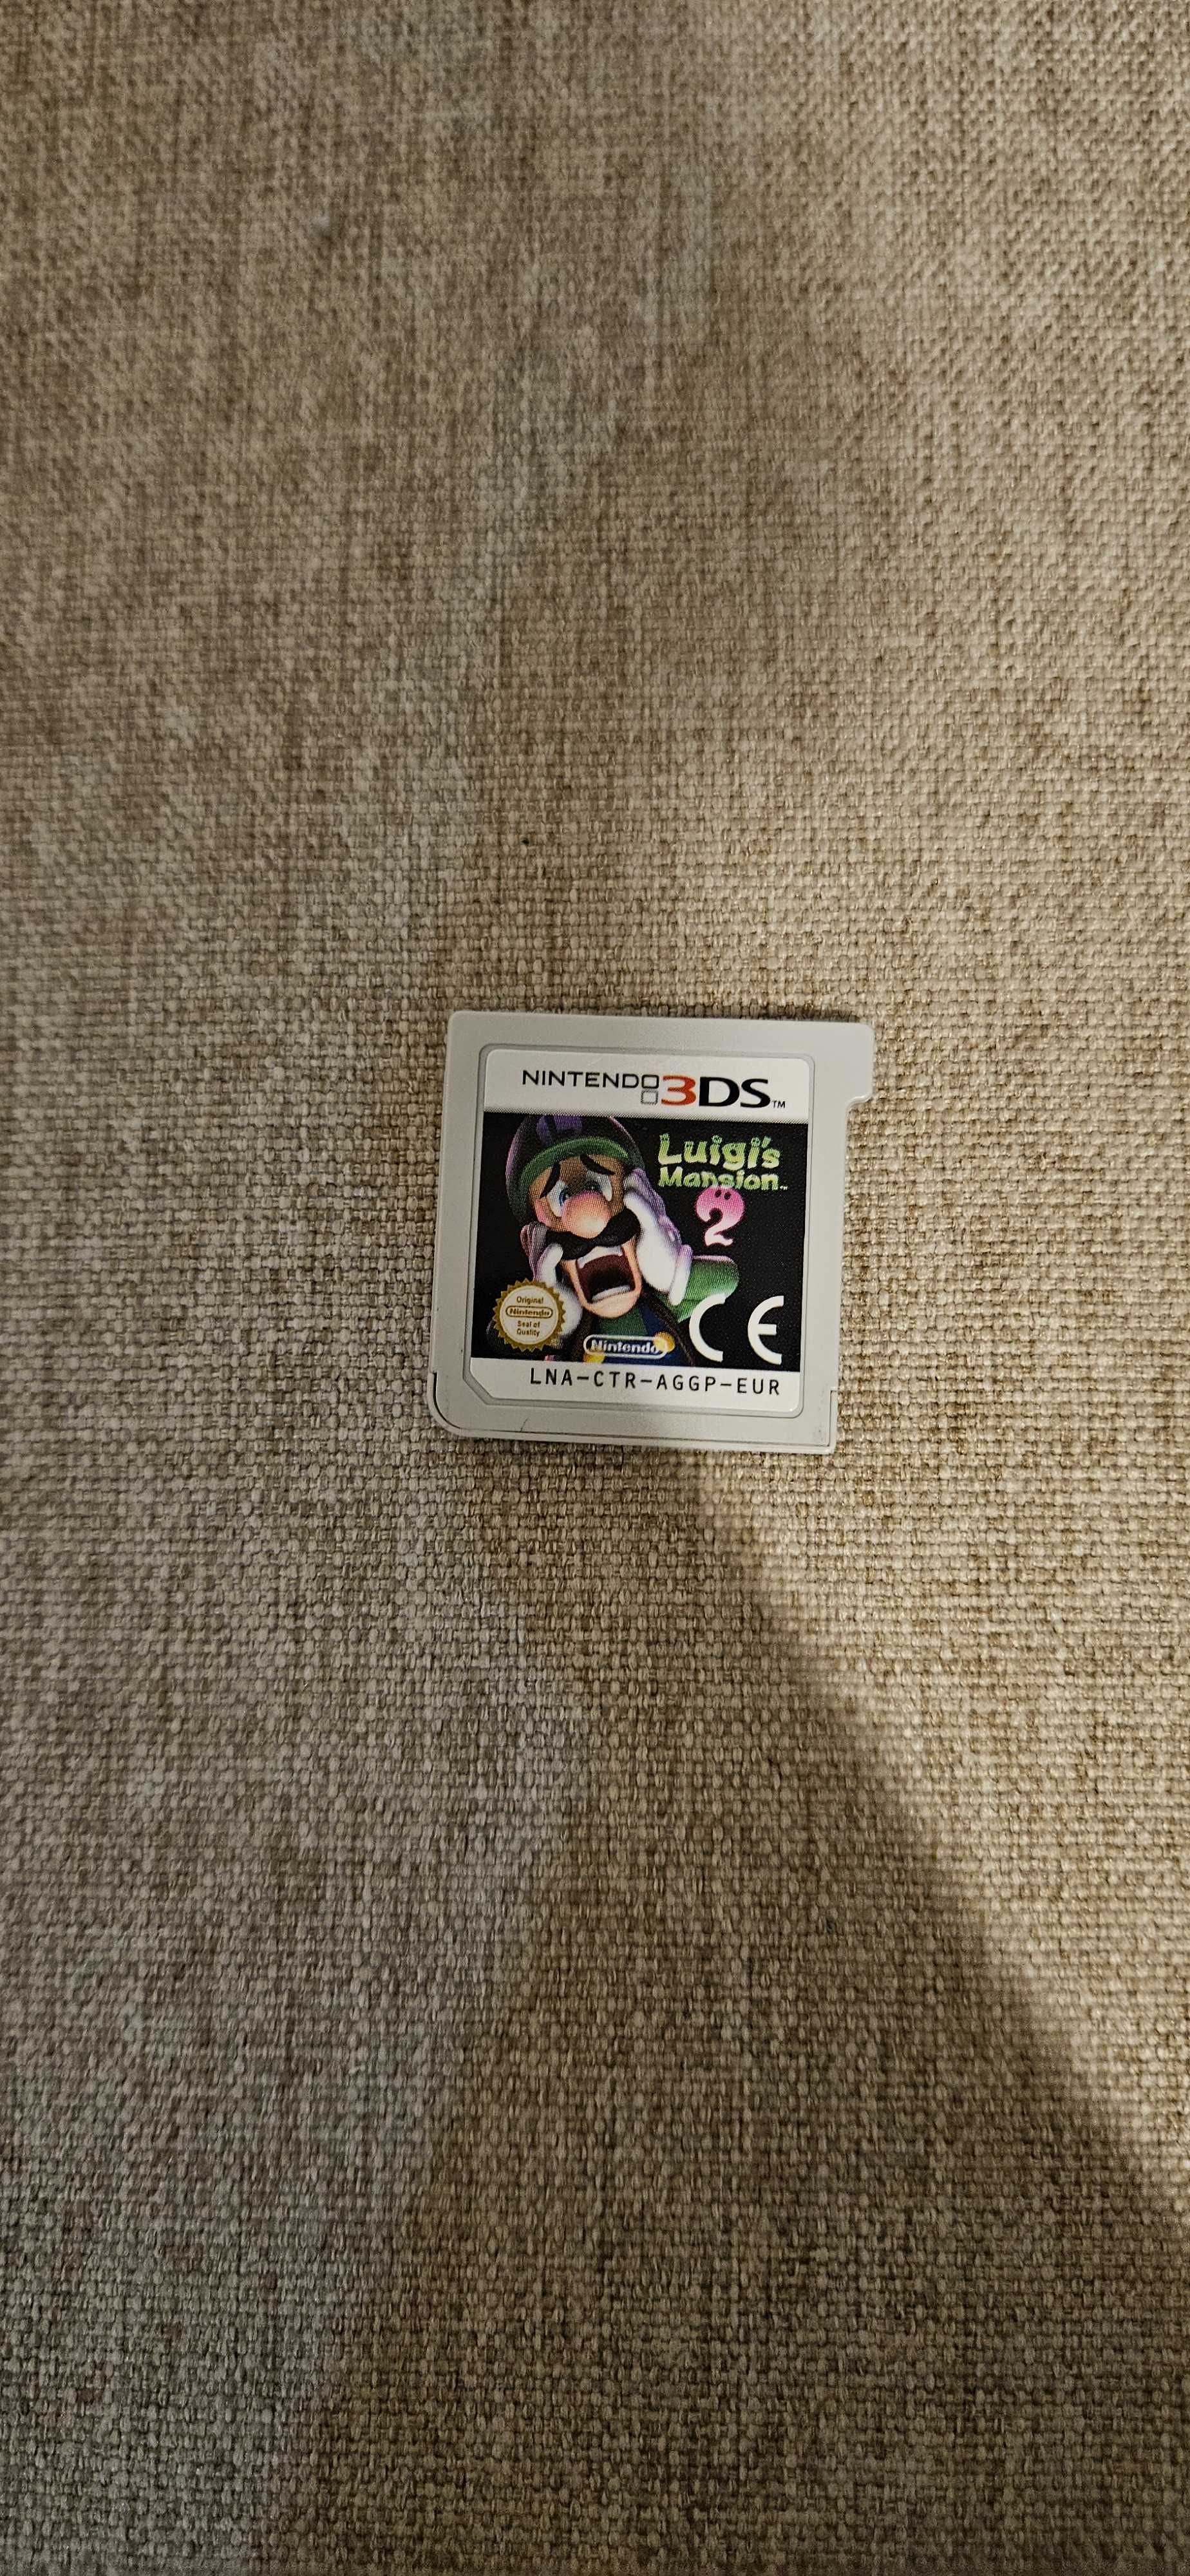 NINTENDO 3DS™
Luigi's
Mansion™
2
Original
Nintendo
Seal of
Quality
Nintendo
CE
LNA-CTR-AGGP-EUR